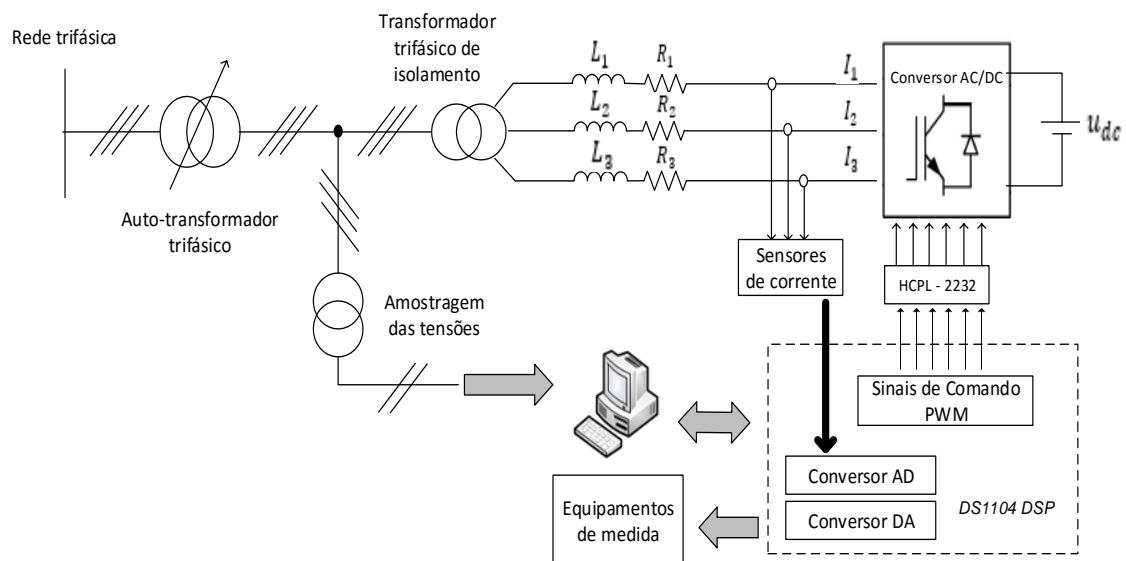 Rede trifásica
Transformador
trifásico de
isolamento
L1
R1
I1
L2
R2
I2
L3
R3
I3
Conversor AC/DC
udc
Auto-transformador
trifásico
Sensores
de corrente
HCPL - 2232
Amostragem
das tensões
Sinais de Comando
PWM
Conversor AD
Conversor DA
DS1104 DSP
Equipamentos
de medida